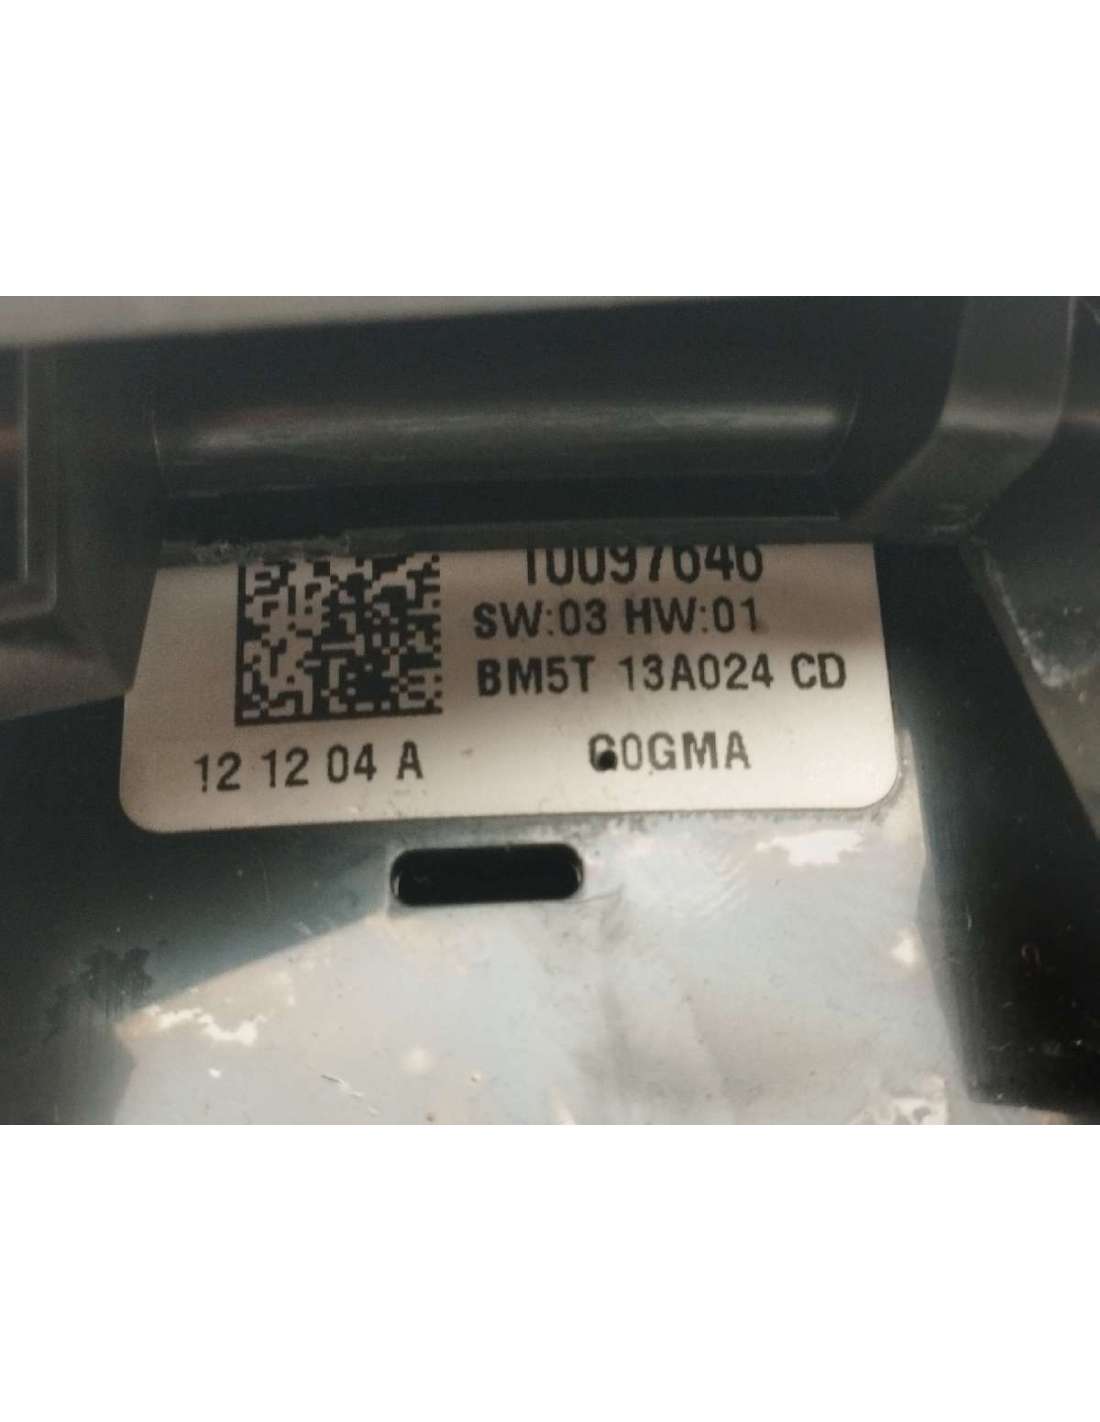 10097646
SW:03 HW:01
BM5T 13A024 CD
12 12 04 A G0GMA